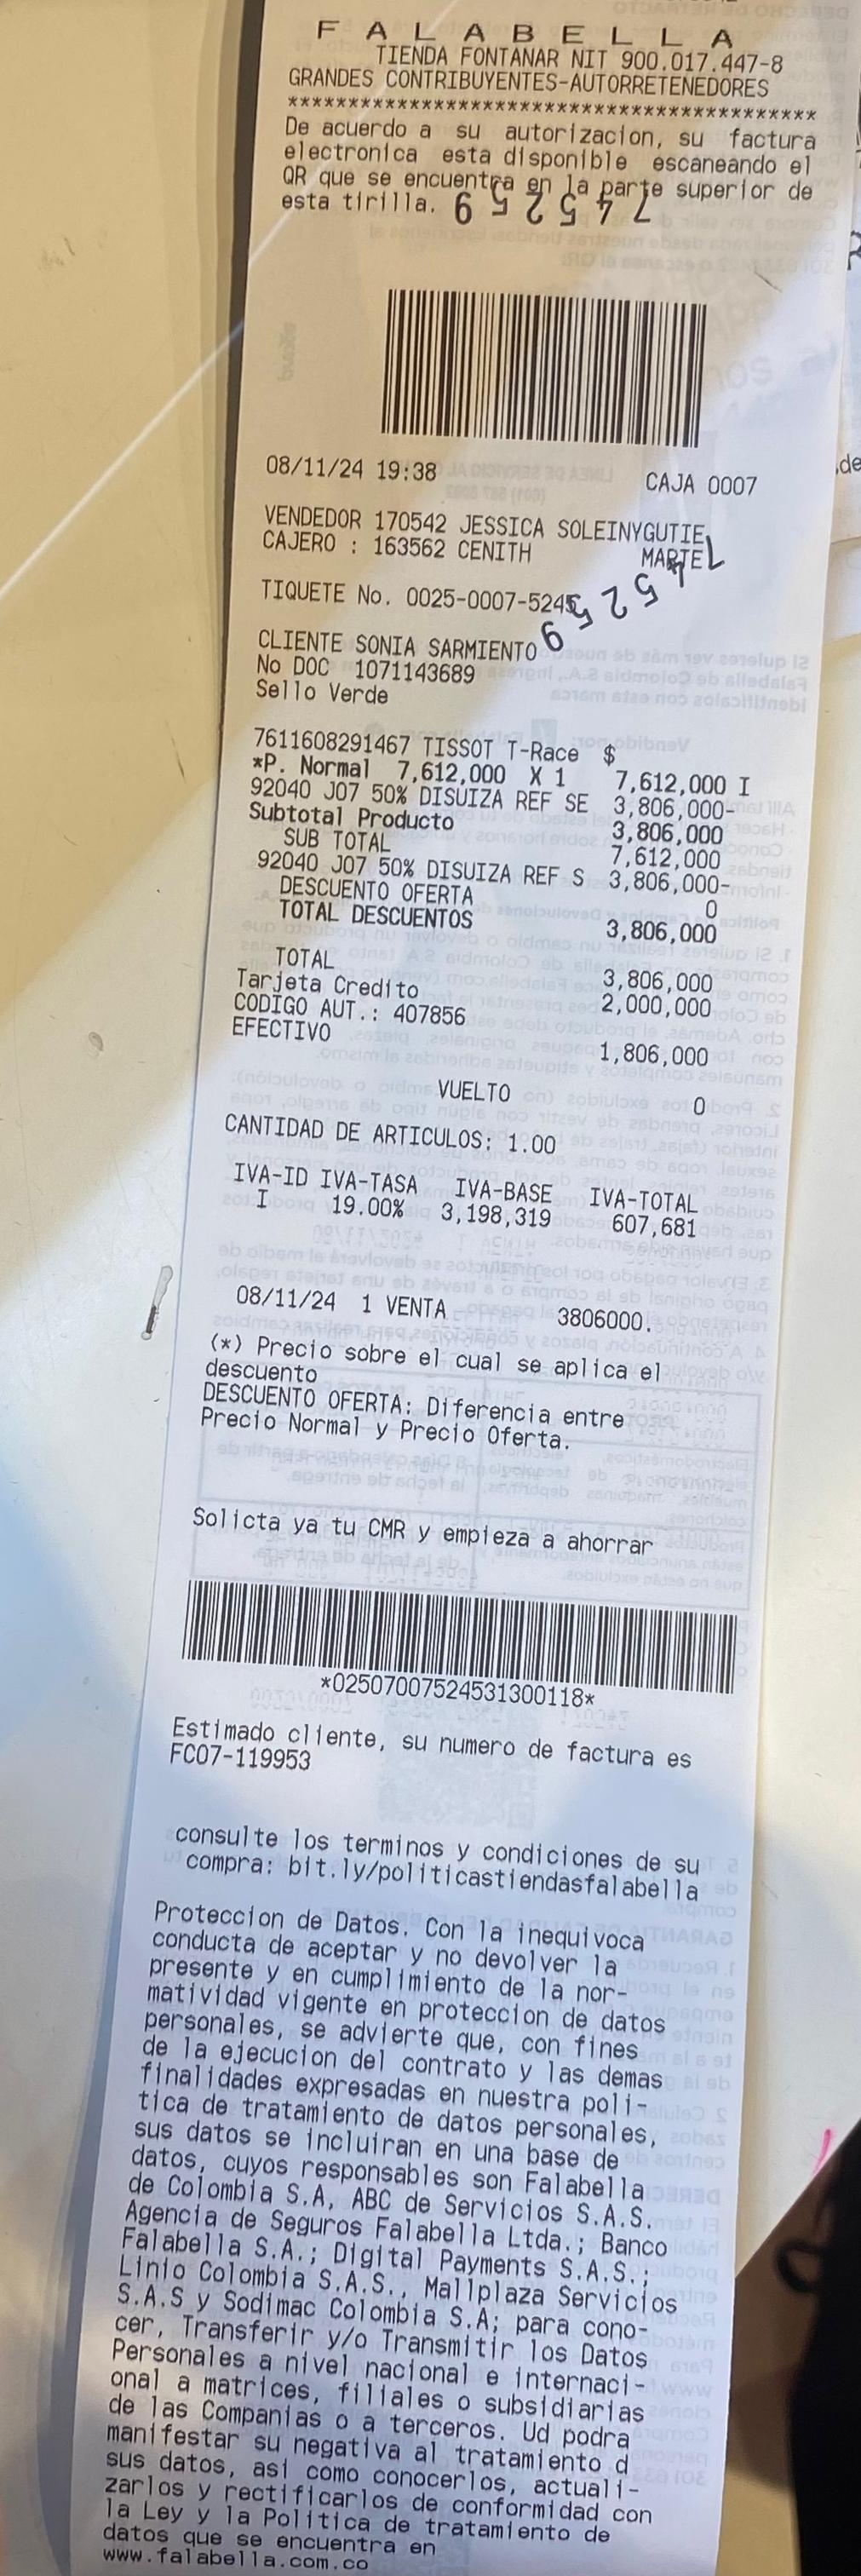 F A L A B E L L A
TIENDA FONTANAR NIT 900.017.447-8
GRANDES CONTRIBUYENTES-AUTORRETENEDORES
********************************************
De acuerdo a su autorizacion, su factura
electronica esta disponible escaneando el
QR que se encuentra en la parte superior de
esta tirilla.
745259
08/11/24 19:38 CAJA 0007
VENDEDOR 170542 JESSICA SOLEINYGUTIE
CAJERO : 163562 CENITH MARTE
TIQUETE No. 0025-0007-5245
745259
CLIENTE SONIA SARMIENTO
No DOC 1071143689
Sello Verde
7611608291467 TISSOT T-Race $
*P. Normal 7,612,000 X 1 7,612,000 I
92040 J07 50% DISUIZA REF SE 3,806,000-
Subtotal Producto 3,806,000
SUB TOTAL 7,612,000
92040 J07 50% DISUIZA REF S 3,806,000-
DESCUENTO OFERTA 0
TOTAL DESCUENTOS 3,806,000
TOTAL 3,806,000
Tarjeta Credito 2,000,000
CODIGO AUT.: 407856
EFECTIVO 1,806,000
VUELTO 0
CANTIDAD DE ARTICULOS: 1.00
IVA-ID IVA-TASA IVA-BASE IVA-TOTAL
I 19.00% 3,198,319 607,681
08/11/24 1 VENTA 3806000.
(*) Precio sobre el cual se aplica el
descuento
DESCUENTO OFERTA: Diferencia entre
Precio Normal y Precio Oferta.
Solicta ya tu CMR y empieza a ahorrar
*02507007524531300118*
Estimado cliente, su numero de factura es
FC07-119953
consulte los terminos y condiciones de su
compra: bit.ly/politicastiendasfalabella
Proteccion de Datos. Con la inequivoca
conducta de aceptar y no devolver la
presente y en cumplimiento de la nor-
matividad vigente en proteccion de datos
personales, se advierte que, con fines
de la ejecucion del contrato y las demas
finalidades expresadas en nuestra poli-
tica de tratamiento de datos personales,
sus datos se incluiran en una base de
datos, cuyos responsables son Falabella
de Colombia S.A, ABC de Servicios S.A.S.
Agencia de Seguros Falabella Ltda.; Banco
Falabella S.A.; Digital Payments S.A.S.;
Linio Colombia S.A.S., Mallplaza Servicios
S.A.S y Sodimac Colombia S.A; para cono-
cer, Transferir y/o Transmitir los Datos
Personales a nivel nacional e internaci-
onal a matrices, filiales o subsidiarias
de las Companias o a terceros. Ud podra
manifestar su negativa al tratamiento d
sus datos, asi como conocerlos, actuali-
zarlos y rectificarlos de conformidad con
la Ley y la Politica de tratamiento de
datos que se encuentra en
www.falabella.com.co